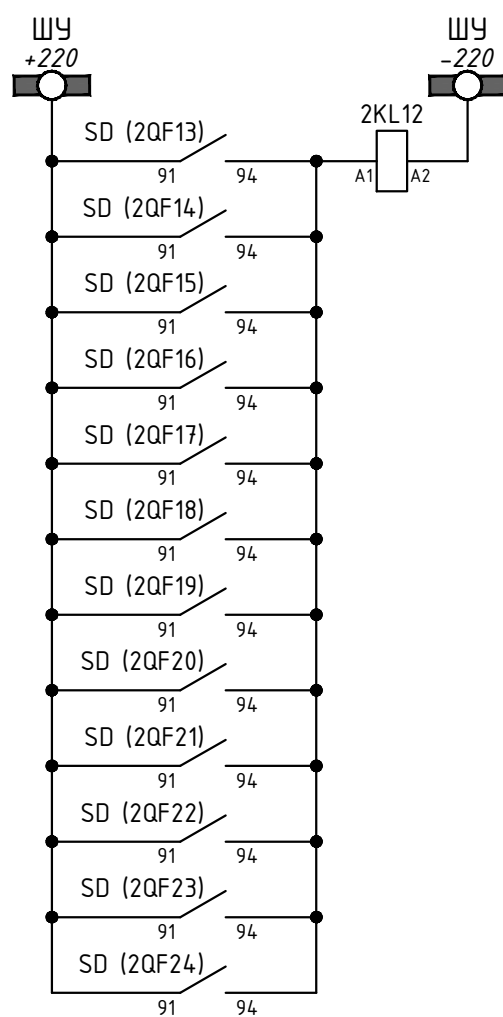 ШУ
+220
ШУ
-220
2KL12
A1
A2
SD (2QF13)
91 94
SD (2QF14)
91 94
SD (2QF15)
91 94
SD (2QF16)
91 94
SD (2QF17)
91 94
SD (2QF18)
91 94
SD (2QF19)
91 94
SD (2QF20)
91 94
SD (2QF21)
91 94
SD (2QF22)
91 94
SD (2QF23)
91 94
SD (2QF24)
91 94